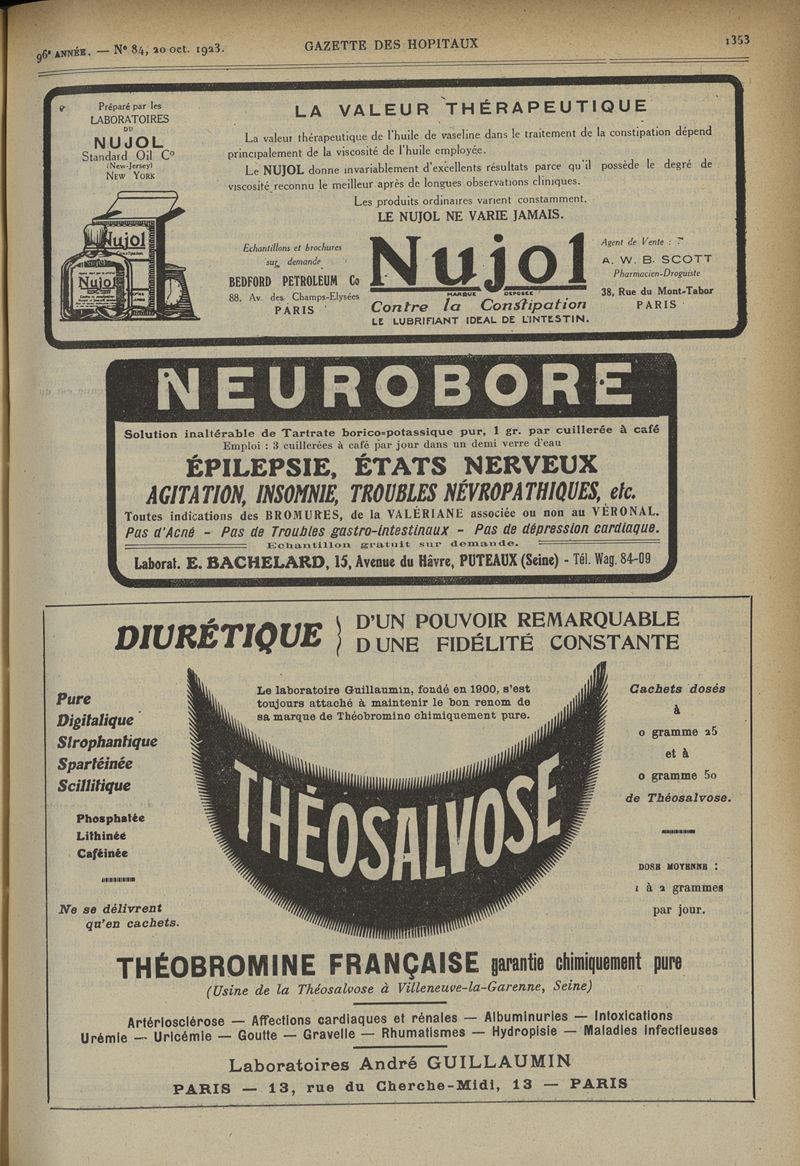 96e ANNÉE. — No 84, 20 oct. 1923.
GAZETTE DES HOPITAUX
1353
Préparé par les
LABORATOIRES
DU
NUJOL
Standard Oil Co
(New-Jersey)
NEW YORK
Nujol
Nujol
LA VALEUR THÉRAPEUTIQUE
La valeur thérapeutique de l'huile de vaseline dans le traitement de la constipation dépend
principalement de la viscosité de l'huile employée.
Le NUJOL donne invariablement d'excellents résultats parce qu'il possède le degré de
viscosité reconnu le meilleur après de longues observations cliniques.
Les produits ordinaires varient constamment.
LE NUJOL NE VARIE JAMAIS.
Echantillons et brochures
sur demande
BEDFORD PETROLEUM Co
88, Av. des Champs-Elysées
PARIS
Nujol
MARQUE DÉPOSÉE
Contre la Constipation
LE LUBRIFIANT IDEAL DE L'INTESTIN.
Agent de Vente :
A. W. B. SCOTT
Pharmacien-Droguiste
38, Rue du Mont-Tabor
PARIS
NEUROBORE
Solution inaltérable de Tartrate borico-potassique pur, 1 gr. par cuillerée à café
Emploi : 3 cuillerées à café par jour dans un demi verre d'eau
ÉPILEPSIE, ÉTATS NERVEUX
AGITATION, INSOMNIE, TROUBLES NÉVROPATHIQUES, etc.
Toutes indications des BROMURES, de la VALÉRIANE associée ou non au VÉRONAL.
Pas d'Acné - Pas de Troubles gastro-intestinaux - Pas de dépression cardiaque.
Echantillon gratuit sur demande.
Laborat. E. BACHELARD, 15, Avenue du Hâvre, PUTEAUX (Seine) - Tél. Wag. 84-09
DIURÉTIQUE } D'UN POUVOIR REMARQUABLE
D UNE FIDÉLITÉ CONSTANTE
Le laboratoire Guillaumin, fondé en 1900, s'est
toujours attaché à maintenir le bon renom de
sa marque de Théobromine chimiquement pure.
Pure
Digitalique
Strophantique
Spartéinée
Scillitique
Phosphatée
Lithinée
Caféinée
Ne se délivrent
qu'en cachets.
THÉOSALVOSE
Cachets dosés
à
0 gramme 25
et à
0 gramme 50
de Théosalvose.
DOSE MOYENNE :
1 à 2 grammes
par jour.
THÉOBROMINE FRANÇAISE garantie chimiquement pure
(Usine de la Théosalvose à Villeneuve-la-Garenne, Seine)
Artériosclérose — Affections cardiaques et rénales — Albuminuries — Intoxications
Urémie — Uricémie — Goutte — Gravelle — Rhumatismes — Hydropisie — Maladies infectieuses
Laboratoires André GUILLAUMIN
PARIS — 13, rue du Cherche-Midi, 13 — PARIS